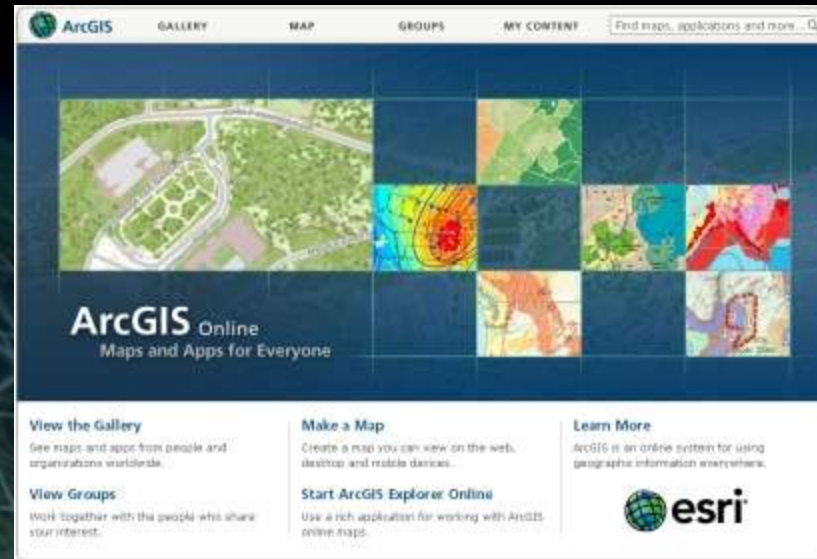 ArcGIS
GALLERY
MAP
GROUPS
MY CONTENT
Find maps, applications and more...
ArcGIS Online
Maps and Apps for Everyone
View the Gallery
See maps and apps from people and
organizations worldwide.
View Groups
Work together with the people who share
your interest.
Make a Map
Create a map you can view on the web,
desktop and mobile devices.
Start ArcGIS Explorer Online
Use a rich application for working with ArcGIS
online maps.
Learn More
ArcGIS is an online system for using
geographic information everywhere.
esri